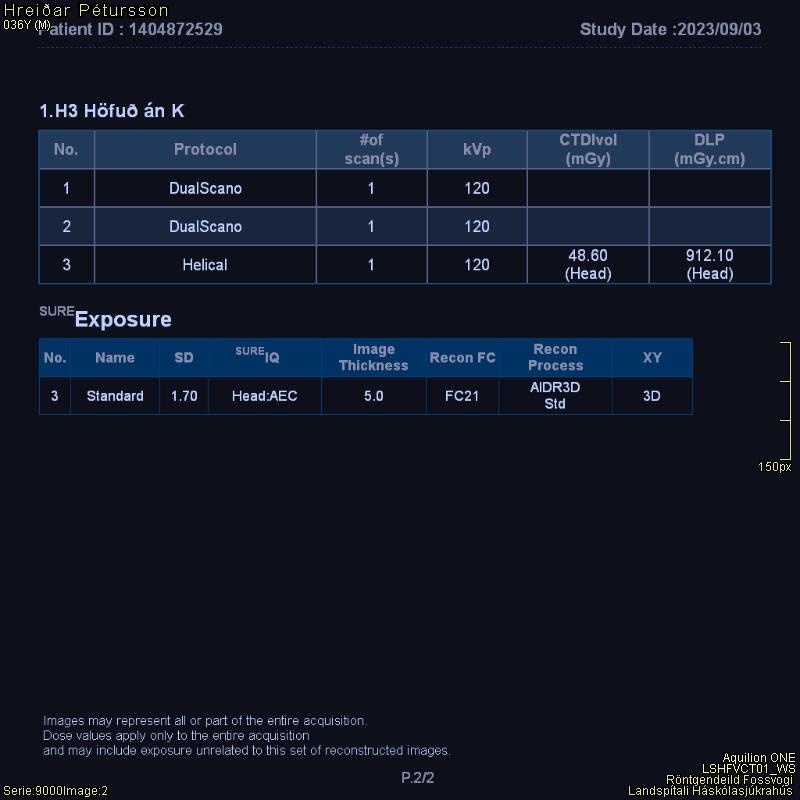 Hreiðar Pétursson
036Y (M)
Patient ID : 1404872529
Study Date :2023/09/03
1.H3 Höfuð án K
No. Protocol #of scan(s) kVp CTDIvol (mGy) DLP (mGy.cm)
1 DualScano 1 120
2 DualScano 1 120
3 Helical 1 120 48.60 (Head) 912.10 (Head)
SUREExposure
No. Name SD SUREIQ Image Thickness Recon FC Recon Process XY
3 Standard 1.70 Head:AEC 5.0 FC21 AIDR3D Std 3D
150px
Images may represent all or part of the entire acquisition.
Dose values apply only to the entire acquisition
and may include exposure unrelated to this set of reconstructed images.
P.2/2
Aquilion ONE
LSHFVCT01_WS
Röntgendeild Fossvogi
Landspítali Háskólasjúkrahús
Serie:9000Image:2